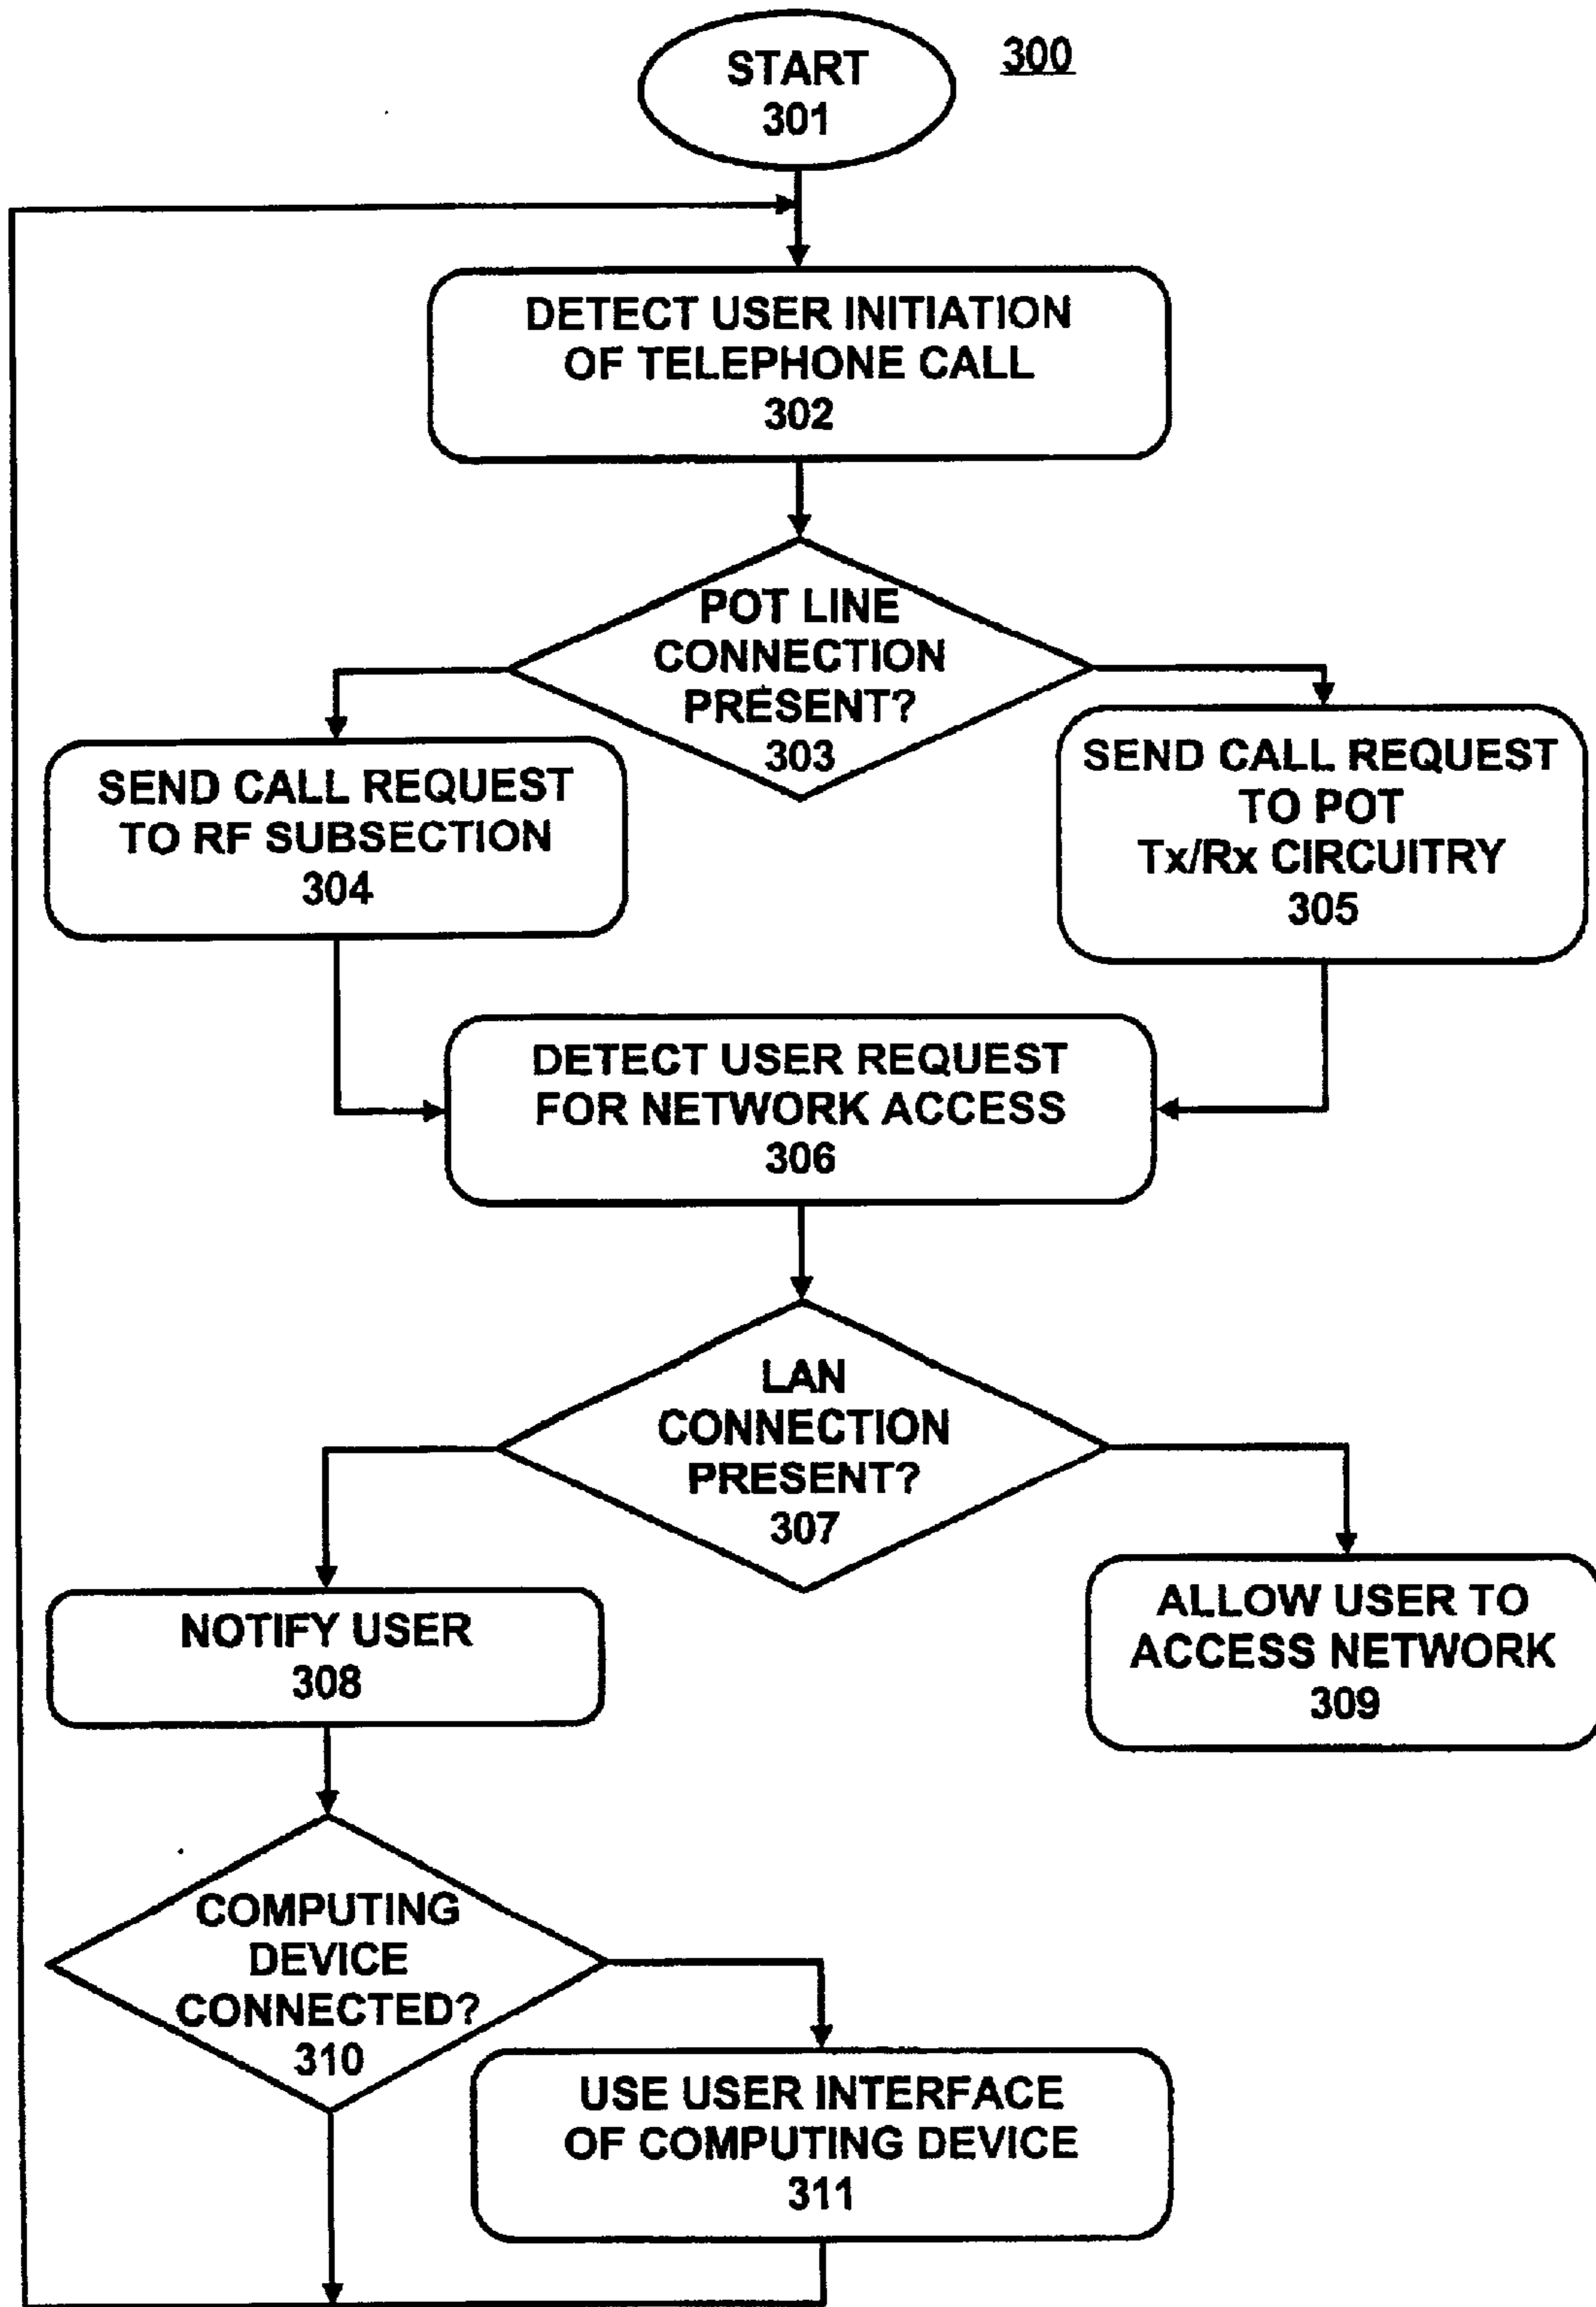 START
301
300
DETECT USER INITIATION
OF TELEPHONE CALL
302
POT LINE
CONNECTION
PRESENT?
303
SEND CALL REQUEST
TO RF SUBSECTION
304
SEND CALL REQUEST
TO POT
Tx/Rx CIRCUITRY
305
DETECT USER REQUEST
FOR NETWORK ACCESS
306
LAN
CONNECTION
PRESENT?
307
NOTIFY USER
308
ALLOW USER TO
ACCESS NETWORK
309
COMPUTING
DEVICE
CONNECTED?
310
USE USER INTERFACE
OF COMPUTING DEVICE
311